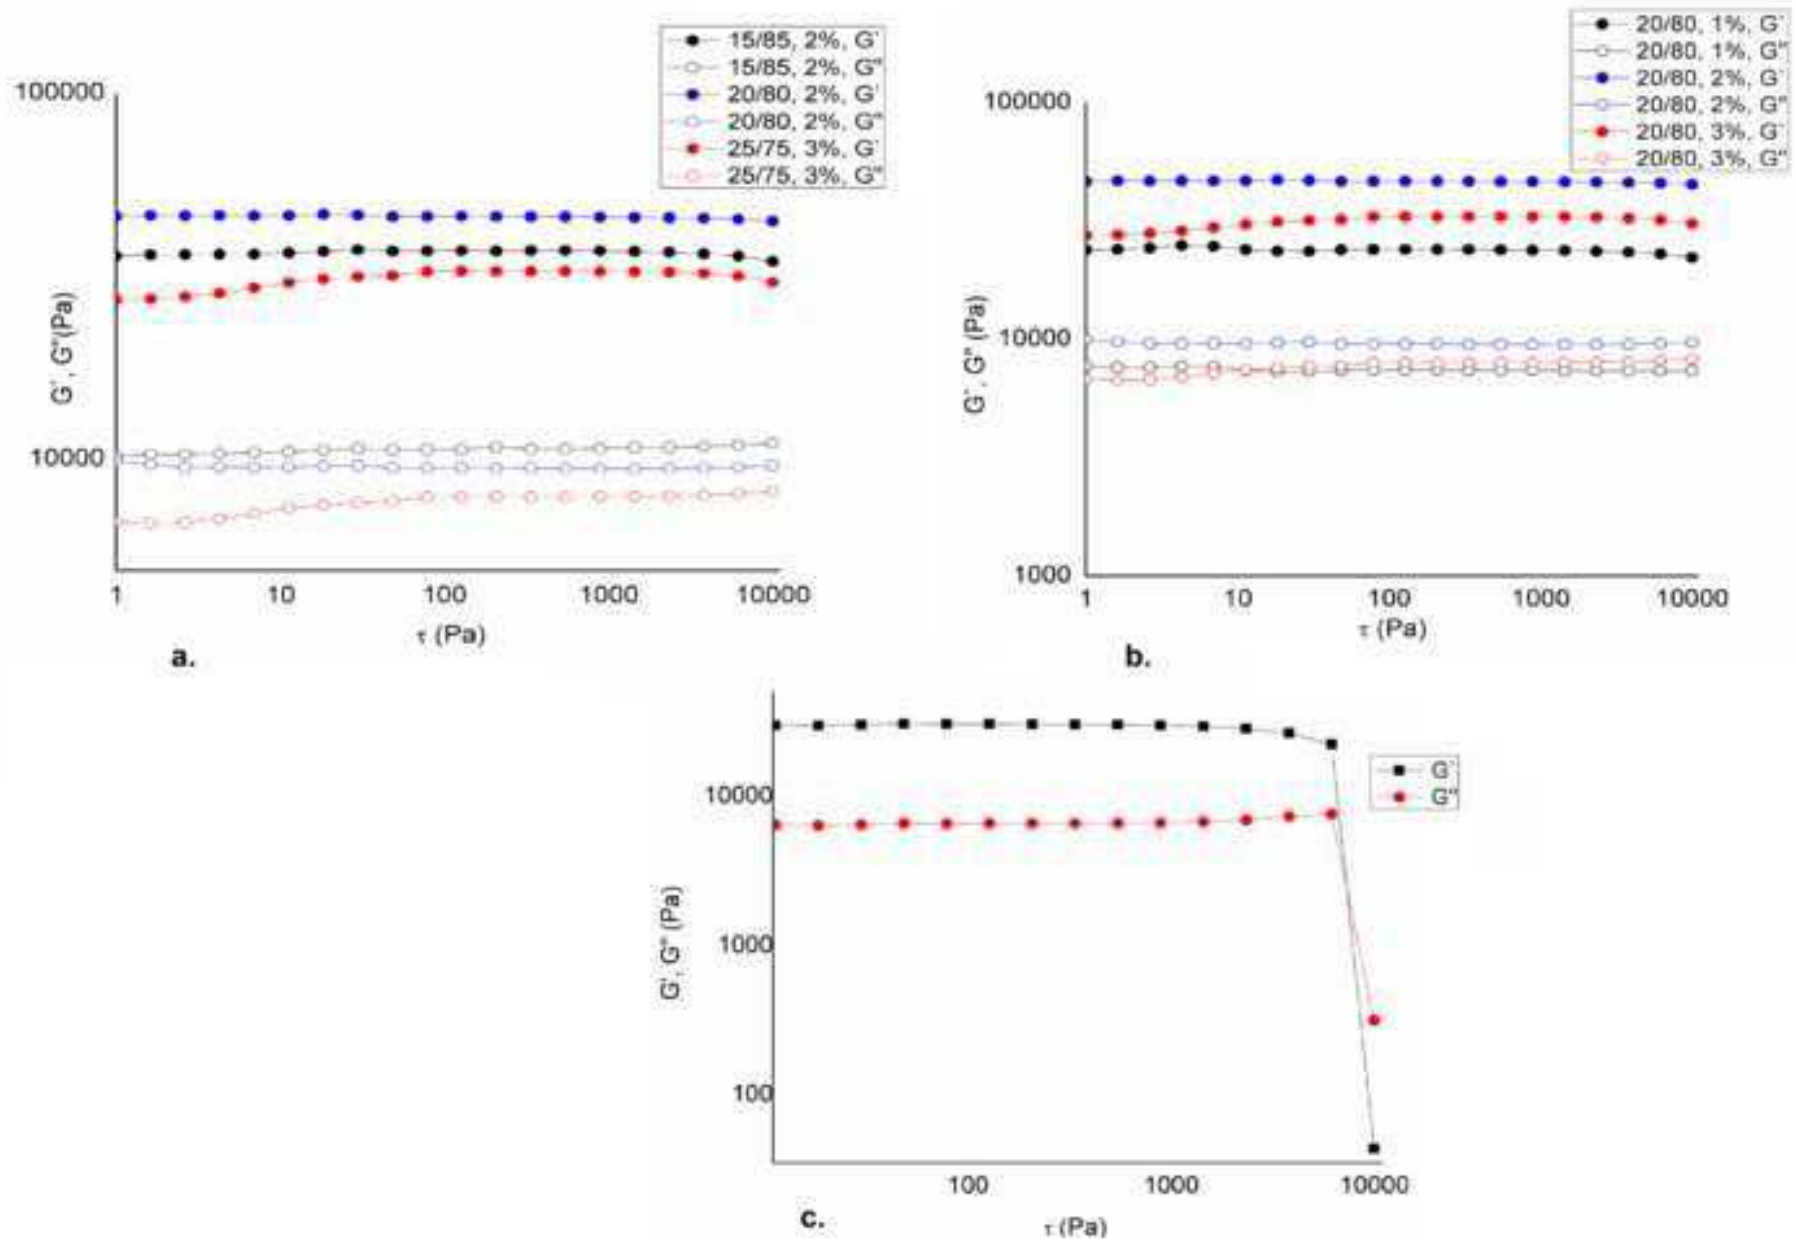 15/85, 2%, G'
15/85, 2%, G"
20/80, 2%, G'
20/80, 2%, G"
25/75, 3%, G'
25/75, 3%, G"
100000
10000
G', G"(Pa)
1 10 100 1000 10000
τ (Pa)
a.
20/80, 1%, G'
20/80, 1%, G"
20/80, 2%, G'
20/80, 2%, G"
20/80, 3%, G'
20/80, 3%, G"
100000
10000
1000
G', G" (Pa)
1 10 100 1000 10000
τ (Pa)
b.
G'
G"
10000
1000
100
G', G" (Pa)
100 1000 10000
τ (Pa)
c.